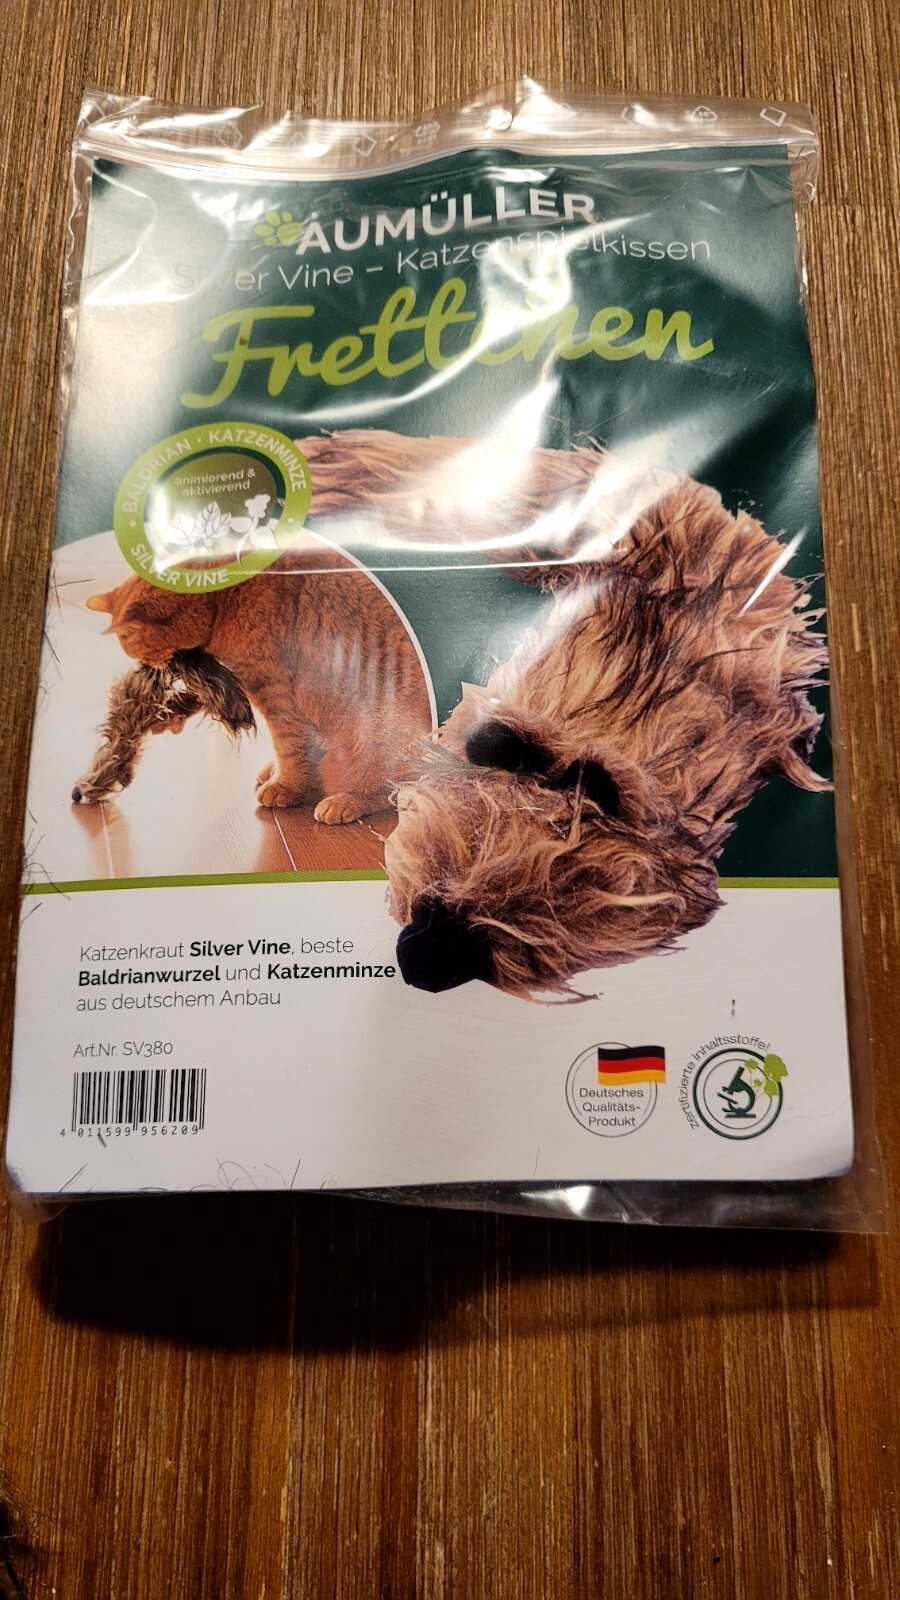 AUMÜLLER
Silver Vine – Katzenspielkissen
Frettchen
BALDRIAN • KATZENMINZE • SILVER VINE •
animierend &
aktivierend
Katzenkraut Silver Vine, beste
Baldrianwurzel und Katzenminze
aus deutschem Anbau
Art.Nr. SV380
4 011599 956209
Deutsches
Qualitäts-
Produkt
zertifizierte Inhaltsstoffe!